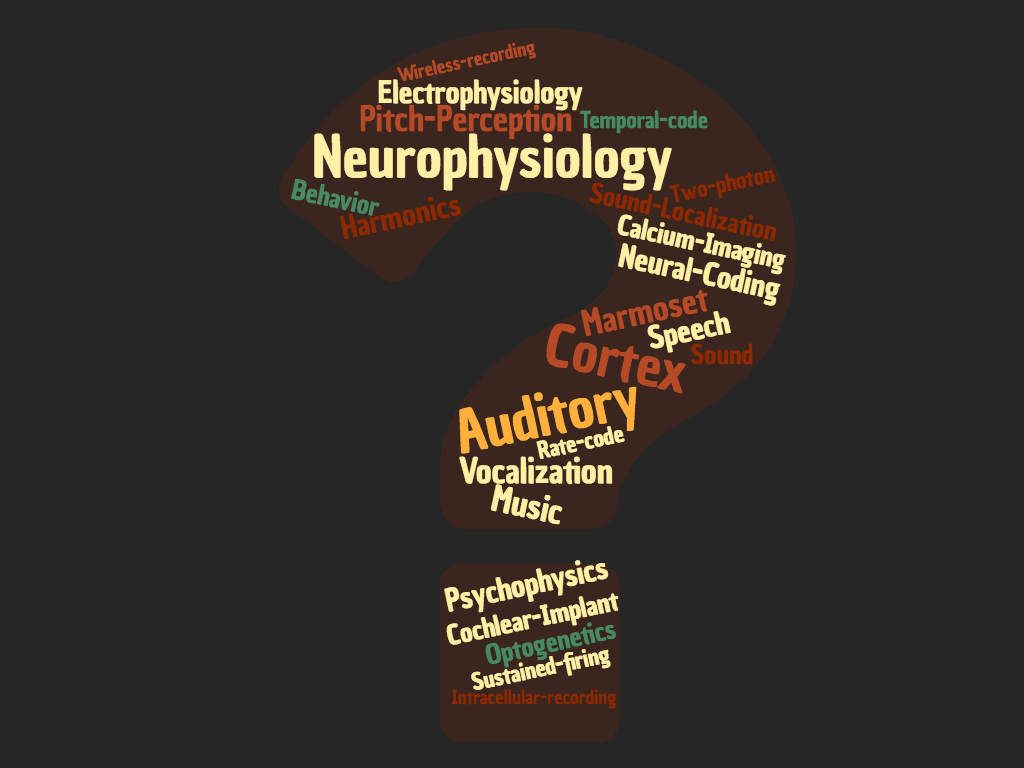 Wireless-recording
Electrophysiology
Pitch-Perception
Temporal-code
Neurophysiology
Behavior
Harmonics
Two-photon
Sound-Localization
Calcium-Imaging
Neural-Coding
Marmoset
Speech
Cortex
Sound
Auditory
Rate-code
Vocalization
Music
Psychophysics
Cochlear-Implant
Optogenetics
Sustained-firing
Intracellular-recording